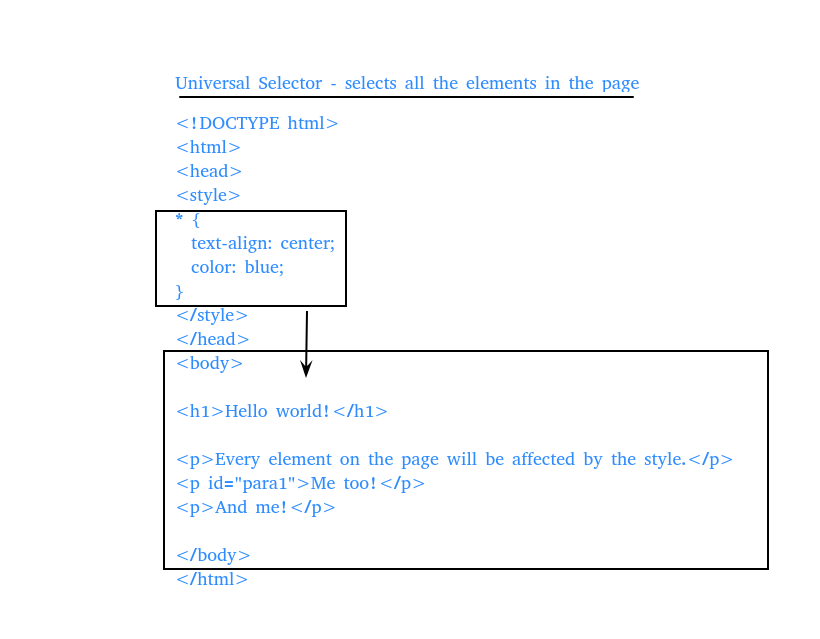 Universal Selector - selects all the elements in the page
<!DOCTYPE html>
<html>
<head>
<style>
* {
  text-align: center;
  color: blue;
}
</style>
</head>
<body>
<h1>Hello world!</h1>
<p>Every element on the page will be affected by the style.</p>
<p id="para1">Me too!</p>
<p>And me!</p>
</body>
</html>